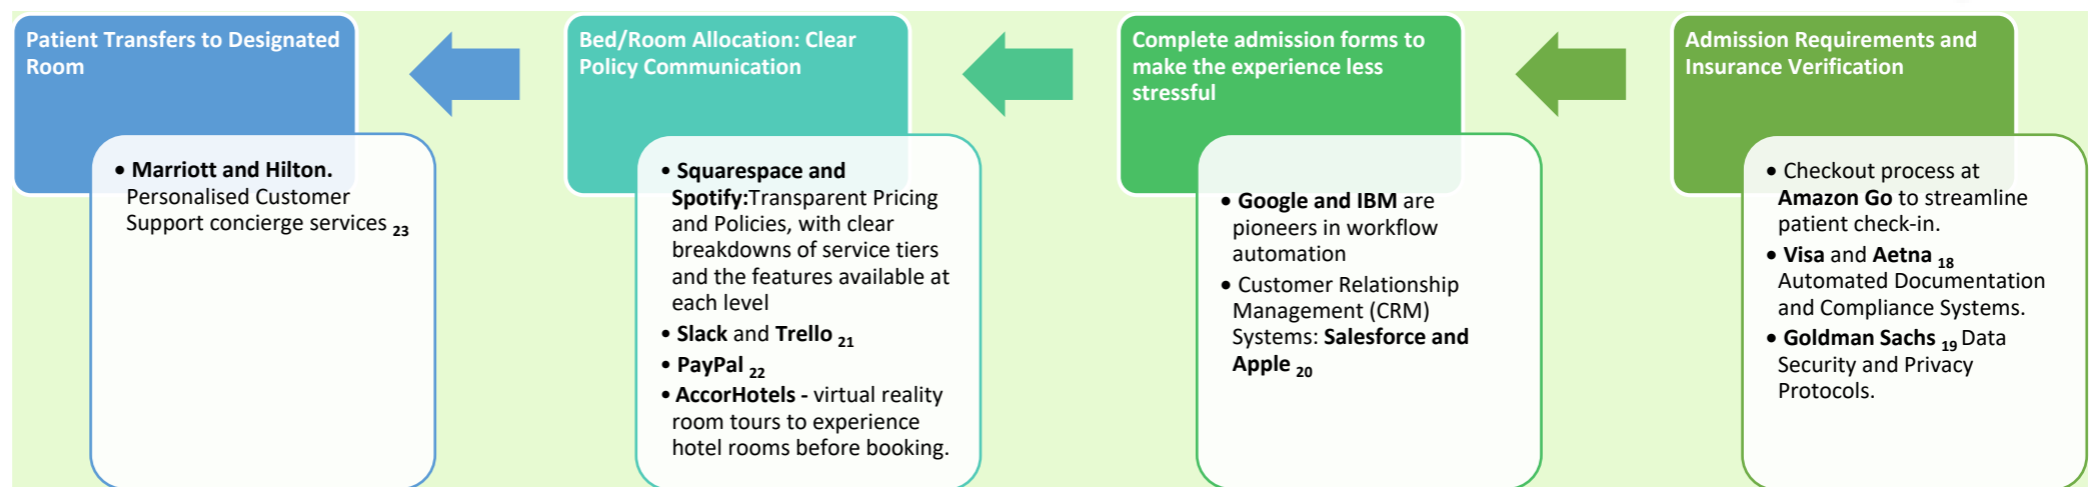 Patient Transfers to Designated
Room
• Marriott and Hilton.
Personalised Customer
Support concierge services 23
Bed/Room Allocation: Clear
Policy Communication
• Squarespace and
Spotify:Transparent Pricing
and Policies, with clear
breakdowns of service tiers
and the features available at
each level
• Slack and Trello 21
• PayPal 22
• AccorHotels - virtual reality
room tours to experience
hotel rooms before booking.
Complete admission forms to
make the experience less
stressful
• Google and IBM are
pioneers in workflow
automation
• Customer Relationship
Management (CRM)
Systems: Salesforce and
Apple 20
Admission Requirements and
Insurance Verification
• Checkout process at
Amazon Go to streamline
patient check-in.
• Visa and Aetna 18
Automated Documentation
and Compliance Systems.
• Goldman Sachs 19 Data
Security and Privacy
Protocols.